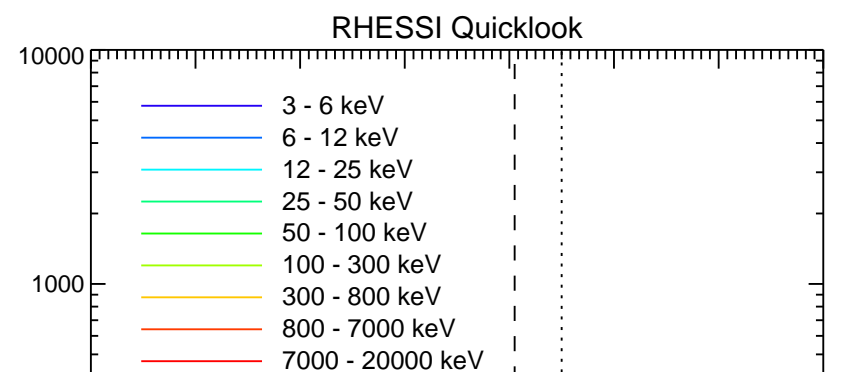 RHESSI Quicklook
10000
3 - 6 keV
6 - 12 keV
12 - 25 keV
25 - 50 keV
50 - 100 keV
100 - 300 keV
1000
300 - 800 keV
800 - 7000 keV
7000 - 20000 keV